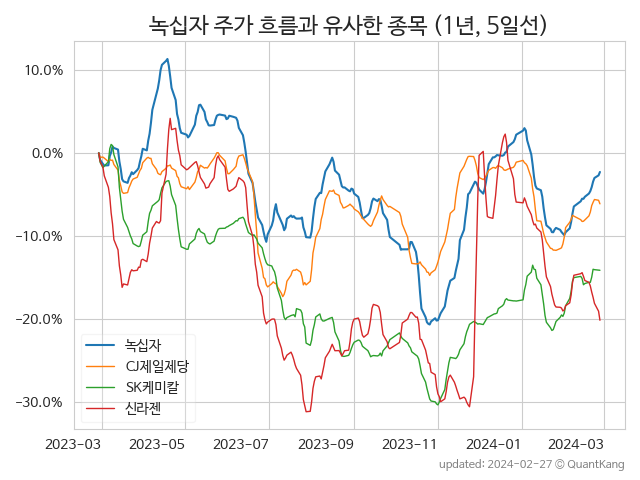 녹십자 주가 흐름과 유사한 종목 (1년, 5일선)
10.0%
0.0%
−10.0%
−20.0%
−30.0%
녹십자
CJ제일제당
SK케미칼
신라젠
2023-03 2023-05 2023-07 2023-09 2023-11 2024-01 2024-03
updated: 2024-02-27 © QuantKang